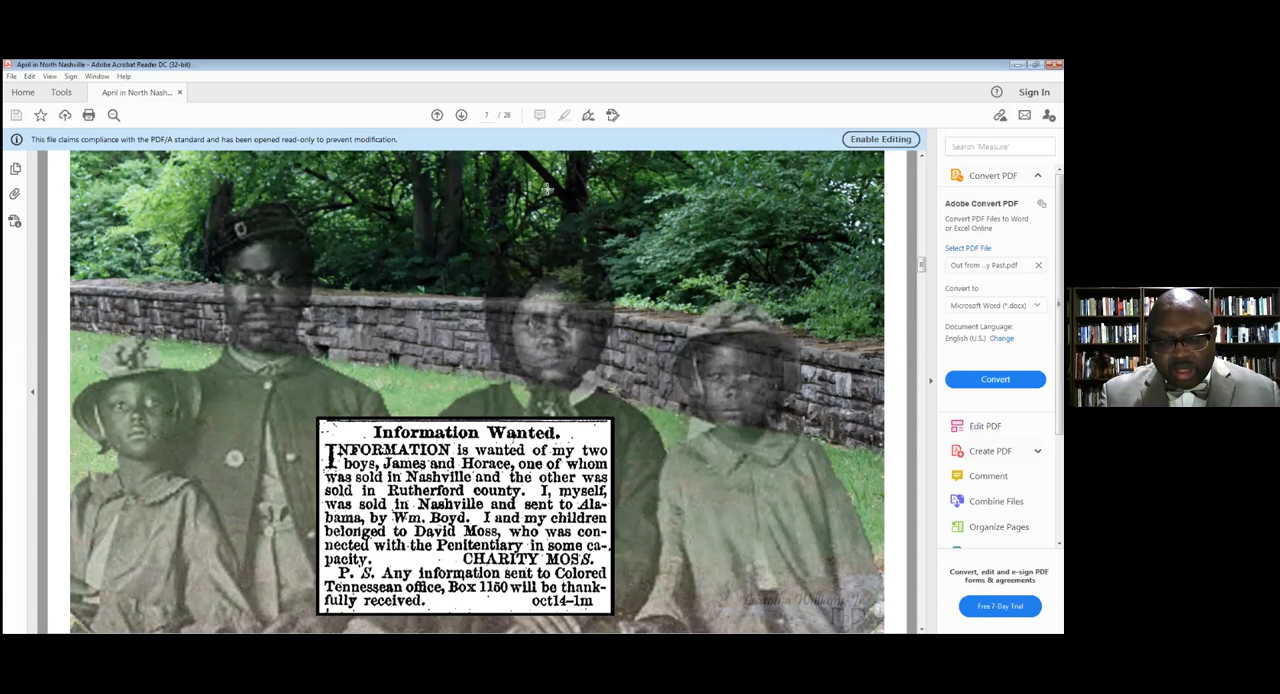 April in North Nashville - Adobe Acrobat Reader DC (32-bit)
File Edit View Sign Window Help
Home Tools April in North Nash... × Sign In
7 / 28
This file claims compliance with the PDF/A standard and has been opened read-only to prevent modification. Enable Editing
Search 'Measure'
Convert PDF
Adobe Convert PDF
Convert PDF Files to Word
or Excel Online
Select PDF File
Out from ...y Past.pdf
Convert to
Microsoft Word (*.docx)
Document Language:
English (U.S.) Change
Convert
Edit PDF
Create PDF
Comment
Combine Files
Organize Pages
Convert, edit and e-sign PDF
forms & agreements
Free 7-Day Trial
Information Wanted.
INFORMATION is wanted of my two
boys, James and Horace, one of whom
was sold in Nashville and the other was
sold in Rutherford county. I, myself,
was sold in Nashville and sent to Ala-
bama, by Wm. Boyd. I and my children
belonged to David Moss, who was con-
nected with the Penitentiary in some ca-
pacity. CHARITY MOSS.
P. S. Any information sent to Colored
Tennessean office, Box 1150 will be thank-
fully received. oct14-1m